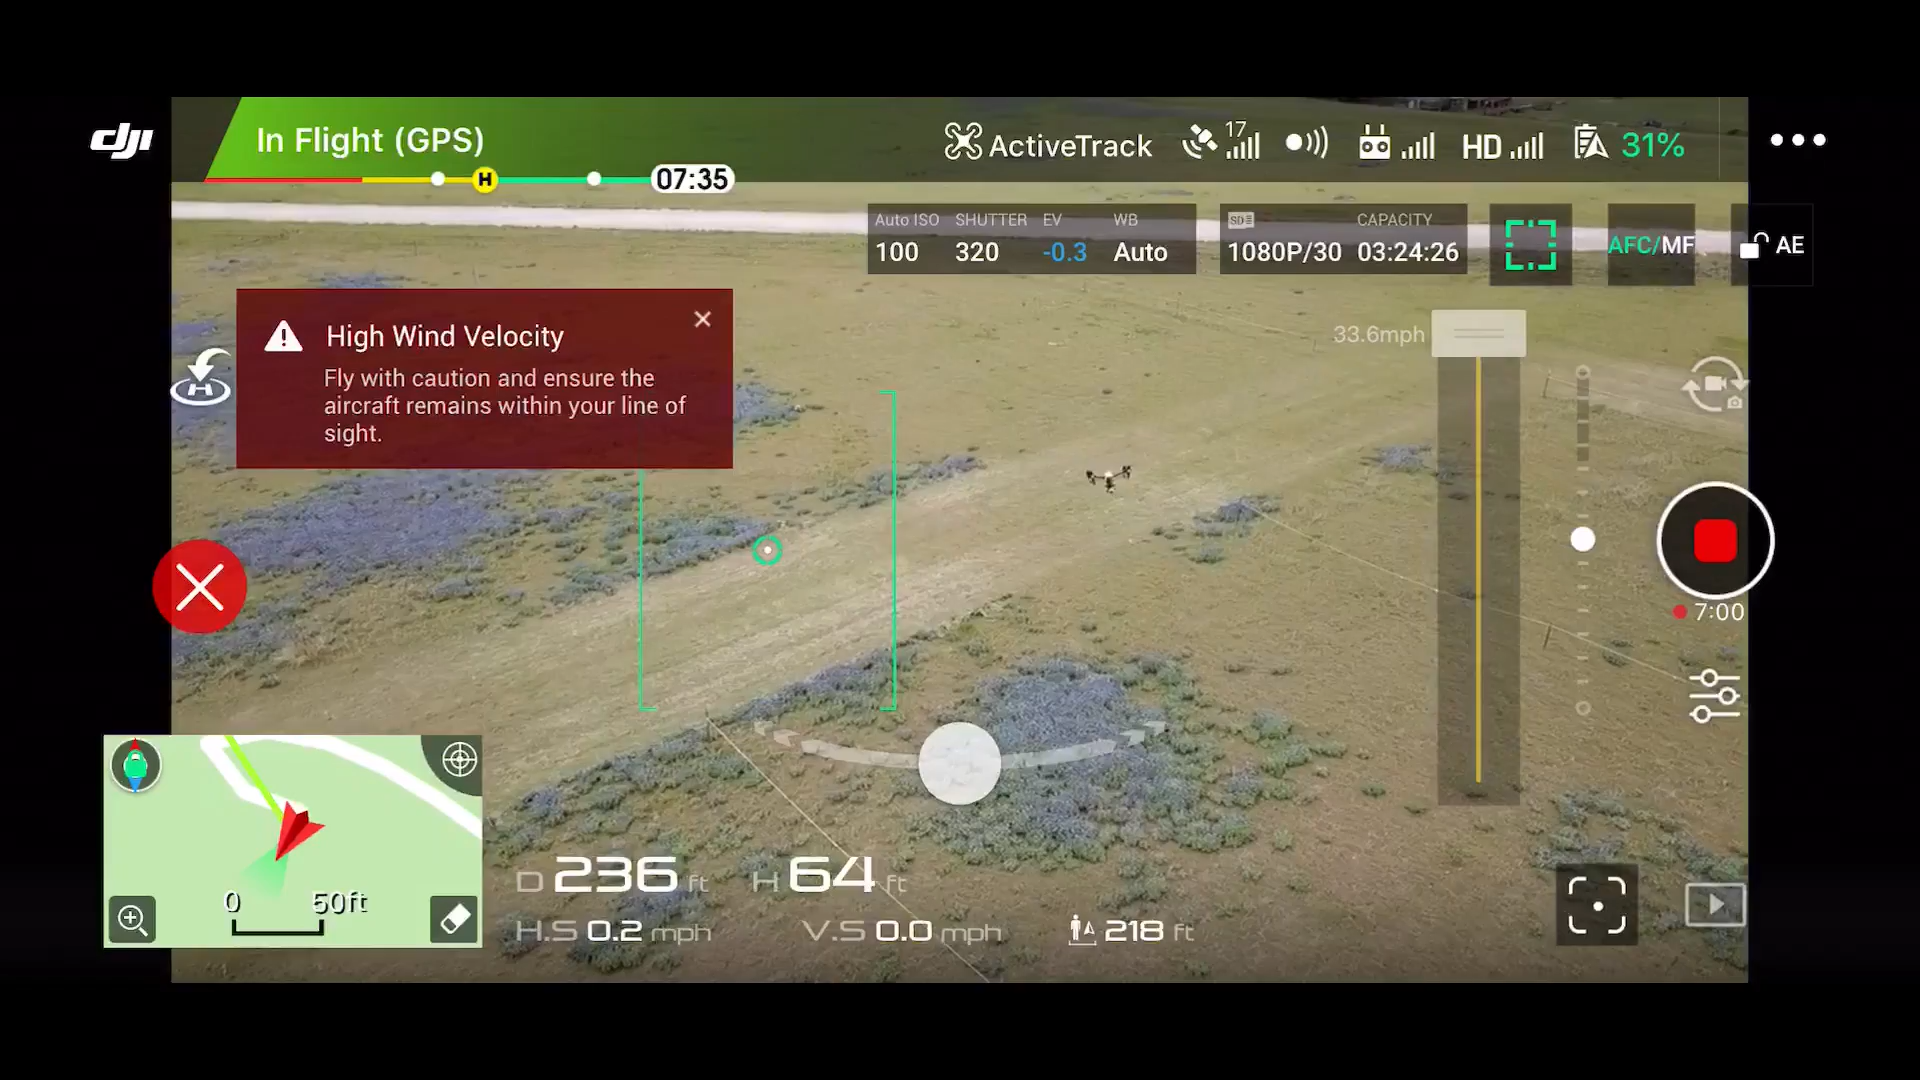 dji
In Flight (GPS)
ActiveTrack
17
HD
31%
H
07:35
Auto ISO SHUTTER EV WB
100 320 -0.3 Auto
SD CAPACITY
1080P/30 03:24:26
AFC/MF
AE
High Wind Velocity
Fly with caution and ensure the
aircraft remains within your line of
sight.
33.6mph
H
7:00
0 50ft
D 236 ft H 64 ft
H.S 0.2 mph V.S 0.0 mph 218 ft